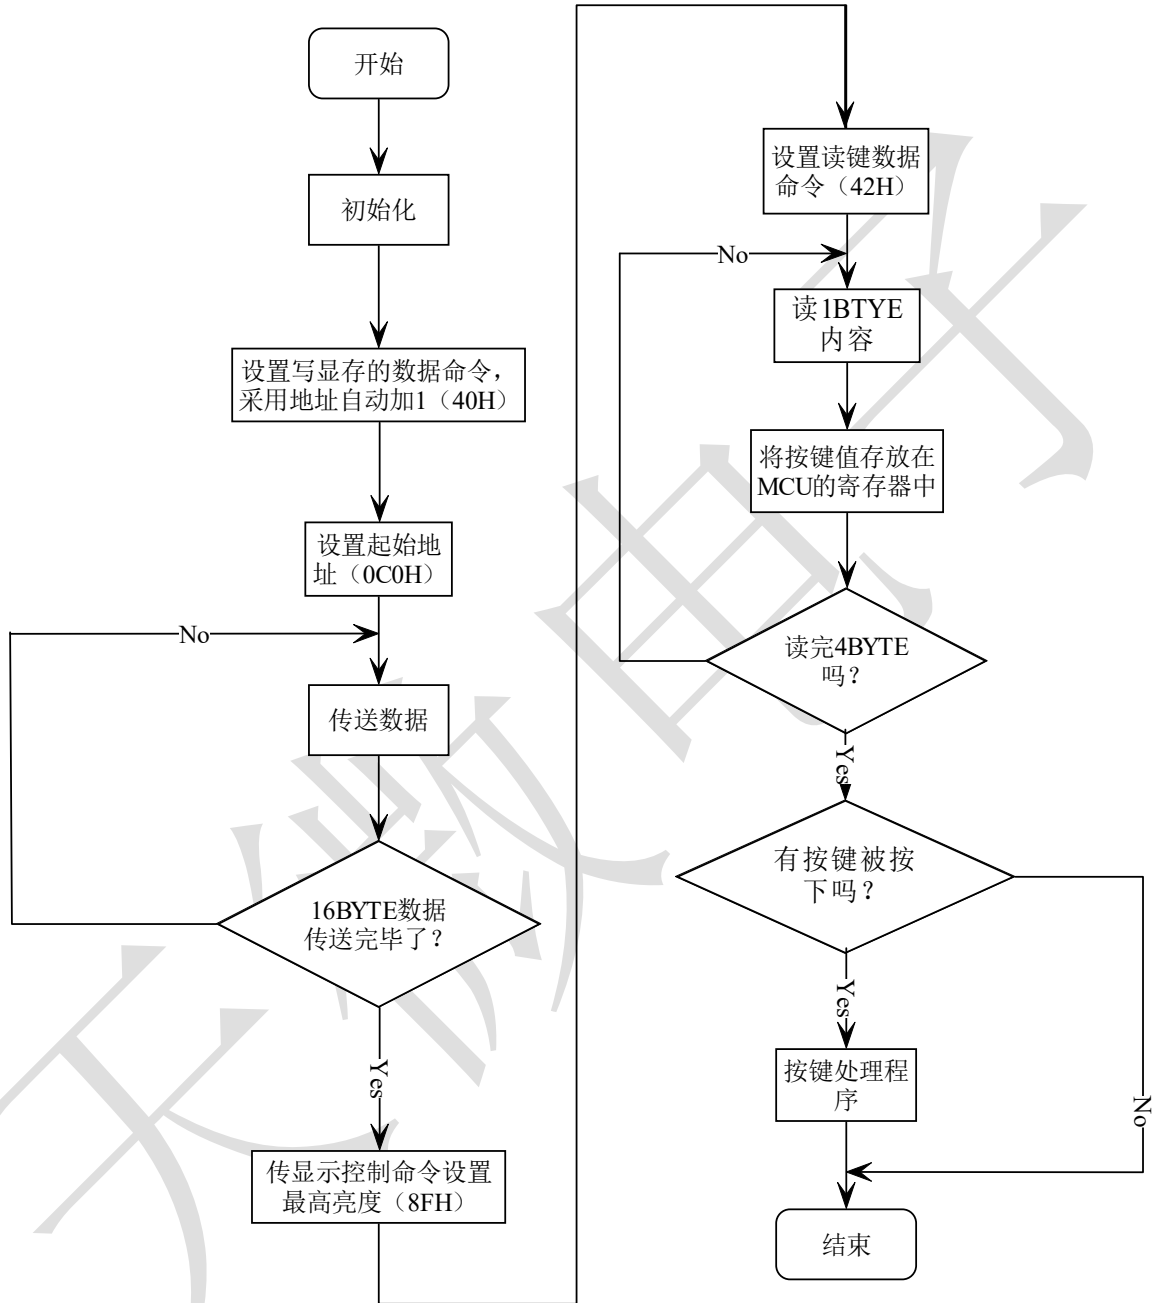 开始
初始化
设置写显存的数据命令，
采用地址自动加1（40H）
设置起始地
址（0C0H）
No
传送数据
16BYTE数据
传送完毕了？
Yes
传显示控制命令设置
最高亮度（8FH）
设置读键数据
命令（42H）
No
读1BTYE
内容
将按键值存放在
MCU的寄存器中
读完4BYTE
吗？
Yes
有按键被按
下吗？
Yes
No
按键处理程
序
结束
天微电子